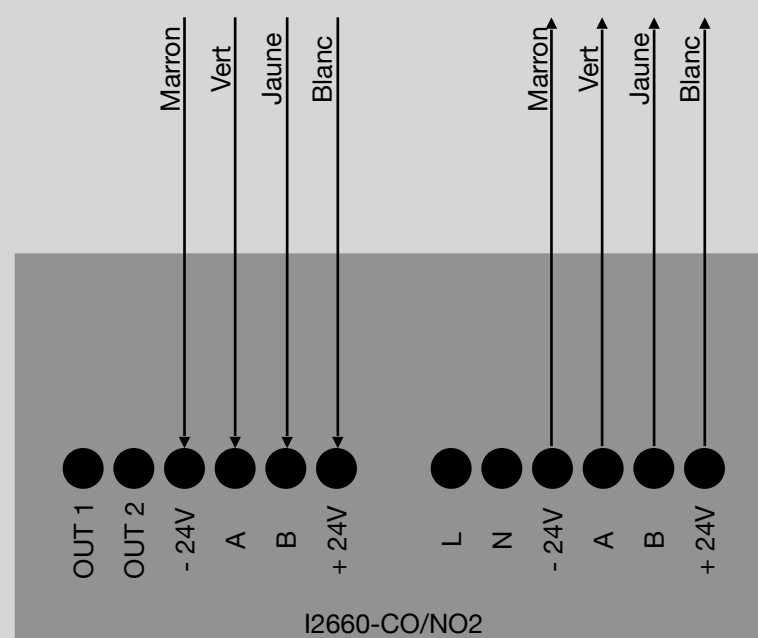 Marron
Vert
Jaune
Blanc
Marron
Vert
Jaune
Blanc
OUT 1
OUT 2
- 24V
A
B
+ 24V
L
N
- 24V
A
B
+ 24V
I2660-CO/NO2